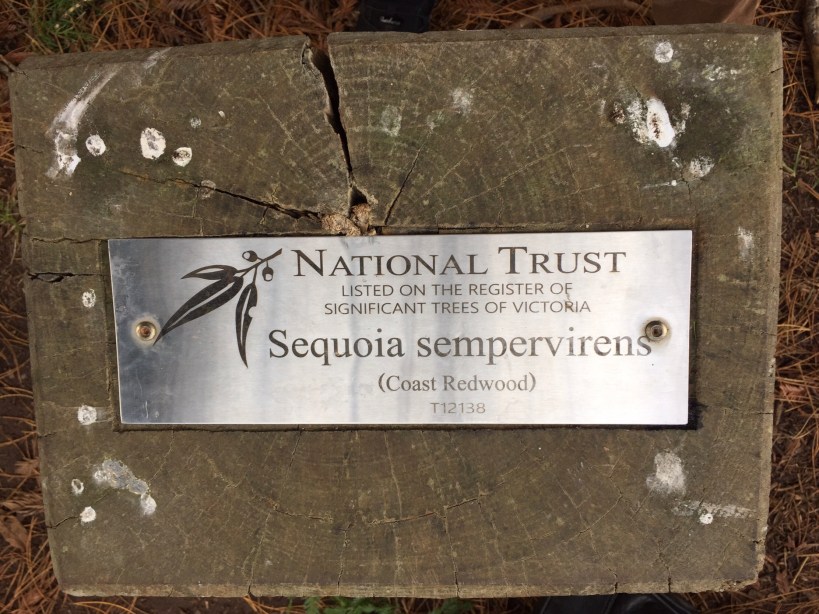 NATIONAL TRUST
LISTED ON THE REGISTER OF
SIGNIFICANT TREES OF VICTORIA
Sequoia sempervirens
(Coast Redwood)
T12138